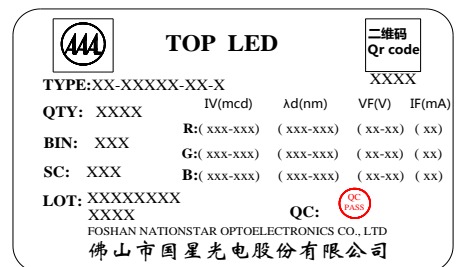 AAA
TOP LED
二维码
Qr code
TYPE:XX-XXXXX-XX-X
XXXX
QTY: XXXX
IV(mcd) λd(nm) VF(V) IF(mA)
R:( xxx-xxx) ( xxx-xxx) ( xx-xx) ( xx)
BIN: XXX
G:( xxx-xxx) ( xxx-xxx) ( xx-xx) ( xx)
SC: XXX
B:( xxx-xxx) ( xxx-xxx) ( xx-xx) ( xx)
LOT: XXXXXXXX
XXXX
QC:
QC
PASS
FOSHAN NATIONSTAR OPTOELECTRONICS CO., LTD
佛山市国星光电股份有限公司